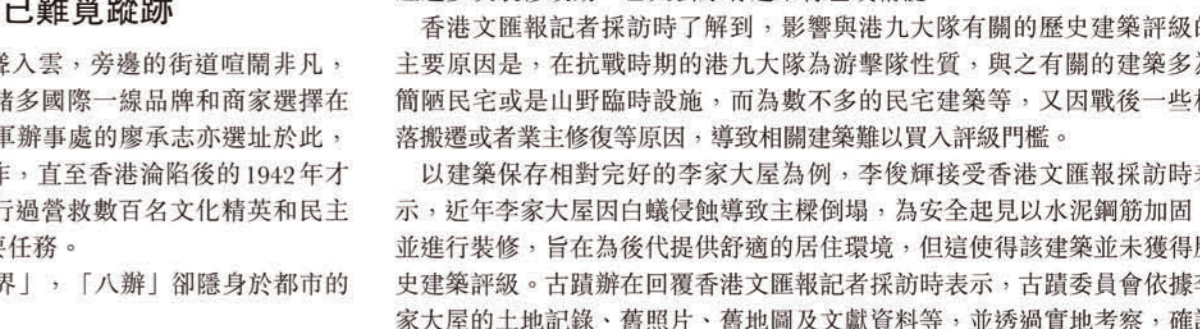 已難覓蹤跡
入雲，旁邊的街道喧鬧非凡，
諸多國際一線品牌和商家選擇在
軍辦事處的廖承志亦選址於此，
，直至香港淪陷後的1942年才
行過營救數百名文化精英和民主
要任務。
界」，「八辦」卻隱身於都市的
香港文匯報記者採訪時了解到，影響與港九大隊有關的歷史建築評級的
主要原因是，在抗戰時期的港九大隊為游擊隊性質，與之有關的建築多為
簡陋民宅或是山野臨時設施，而為數不多的民宅建築等，又因戰後一些村
落搬遷或者業主修復等原因，導致相關建築難以買入評級門檻。
以建築保存相對完好的李家大屋為例，李俊輝接受香港文匯報採訪時表
示，近年李家大屋因白蟻侵蝕導致主樑倒塌，為安全起見以水泥鋼筋加固
並進行裝修，旨在為後代提供舒適的居住環境，但這使得該建築並未獲得歷
史建築評級。古蹟辦在回覆香港文匯報記者採訪時表示，古蹟委員會依據李
家大屋的土地記錄、舊照片、舊地圖及文獻資料等，並透過實地考察，確